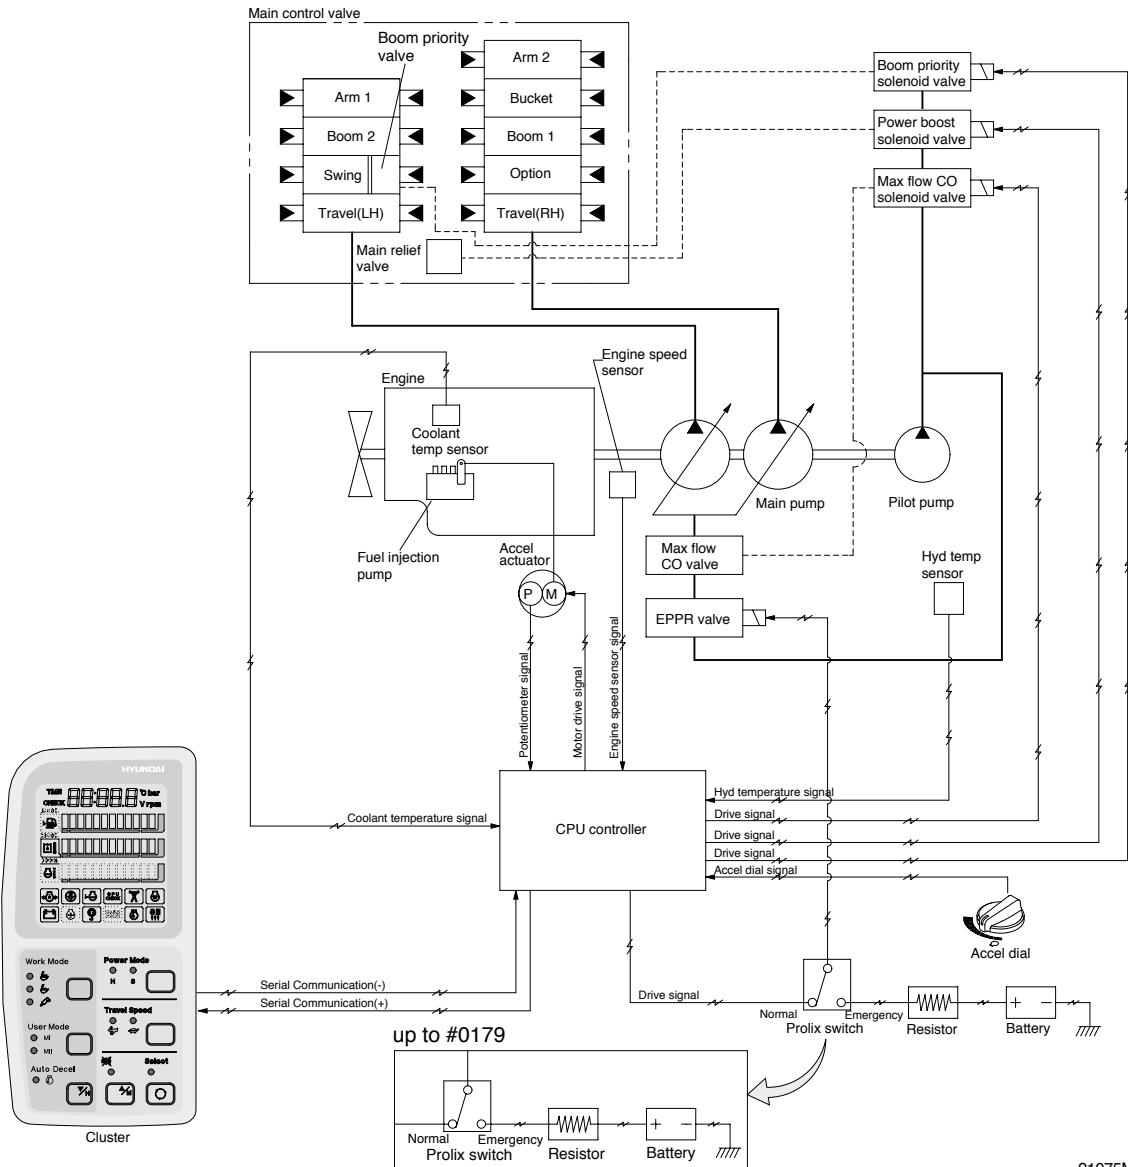 Main control valve
Boom priority
valve
Arm 2
Arm 1
Bucket
Boom 2
Boom 1
Swing
Option
Travel(LH)
Travel(RH)
Main relief
valve
Boom priority
solenoid valve
Power boost
solenoid valve
Max flow CO
solenoid valve
Engine speed
sensor
Engine
Coolant
temp sensor
Fuel injection
pump
Accel
actuator
P M
Main pump
Pilot pump
Max flow
CO valve
EPPR valve
Hyd temp
sensor
Potentiometer signal
Motor drive signal
Engine speed sensor signal
Coolant temperature signal
CPU controller
Hyd temperature signal
Drive signal
Drive signal
Drive signal
Accel dial signal
Accel dial
HYUNDAI
TIME
CHECK
°C bar
V rpm
CPU
CHECK
Work Mode
Power Mode
H S
Travel Speed
User Mode
MI
MII
Select
Auto Decel
Cluster
Serial Communication(-)
Serial Communication(+)
Drive signal
Normal
Emergency
Prolix switch
Resistor
Battery
+ -
up to #0179
Normal
Emergency
Prolix switch
Resistor
Battery
+ -